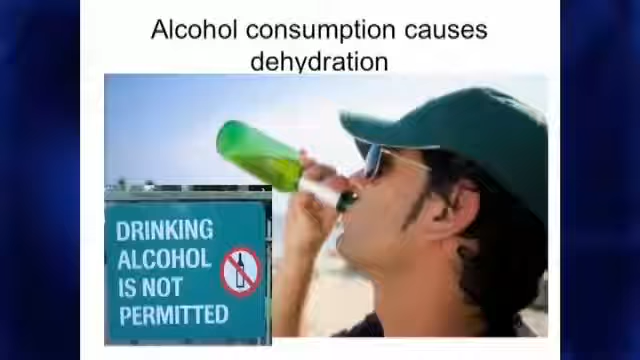 Alcohol consumption causes
dehydration
DRINKING
ALCOHOL
IS NOT
PERMITTED